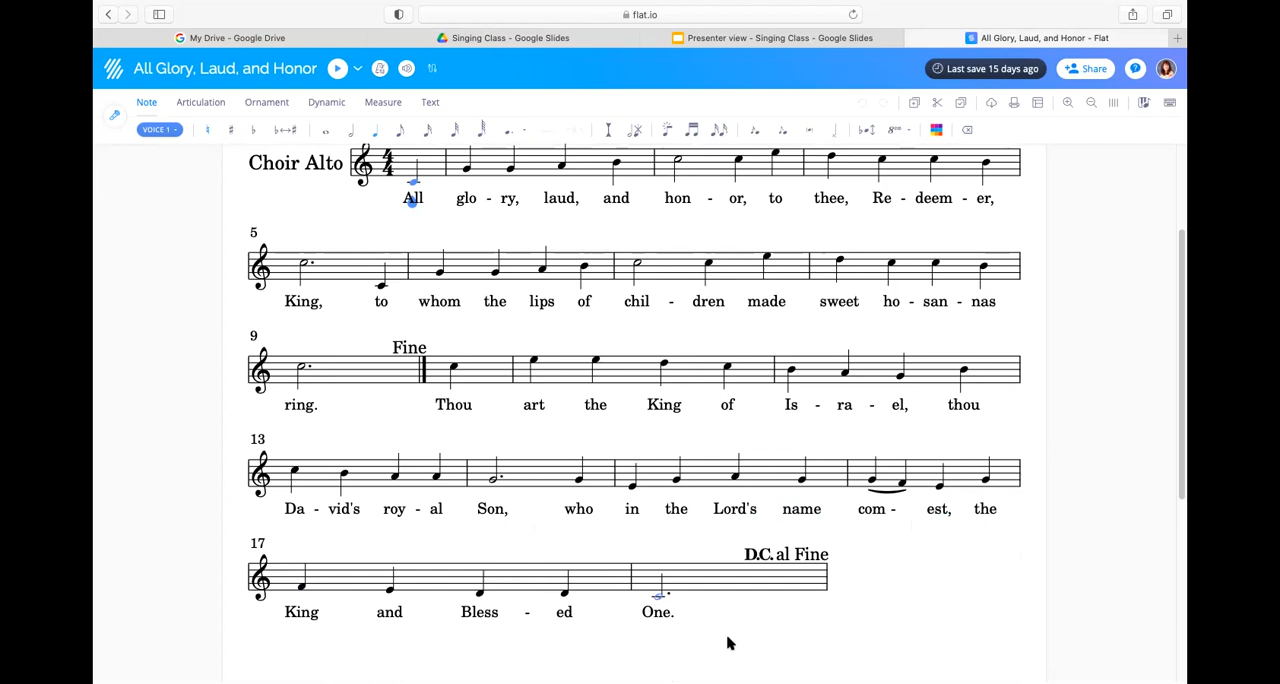 flat.io
My Drive – Google Drive
Singing Class – Google Slides
Presenter view – Singing Class – Google Slides
All Glory, Laud, and Honor – Flat
All Glory, Laud, and Honor
Last save 15 days ago
Share
Note
Articulation
Ornament
Dynamic
Measure
Text
VOICE 1
8va
Choir Alto
4
4
All glo - ry, laud, and hon - or, to thee, Re - deem - er,
5
King, to whom the lips of chil - dren made sweet ho - san - nas
9
Fine
ring. Thou art the King of Is - ra - el, thou
13
Da - vid's roy - al Son, who in the Lord's name com - est, the
17
D.C. al Fine
King and Bless - ed One.